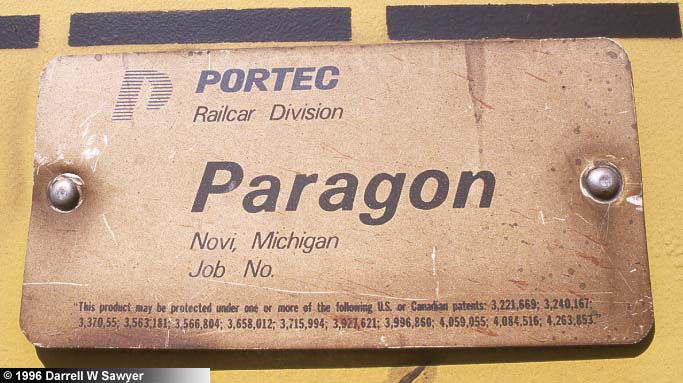 PORTEC
Railcar Division
Paragon
Novi, Michigan
Job No.
"This product may be protected under one or more of the following U.S. or Canadian patents: 3,221,669; 3,240,167;
3,370,55; 3,563,181; 3,566,804; 3,658,012; 3,715,994; 3,927,621; 3,996,860; 4,059,055; 4,084,516; 4,263,853."
© 1996 Darrell W Sawyer